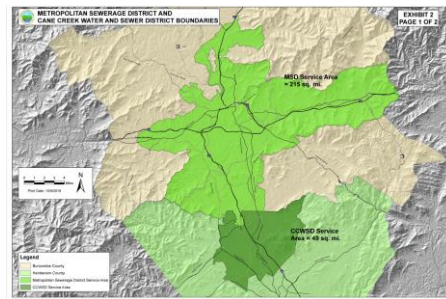 METROPOLITAN SEWERAGE DISTRICT AND
CANE CREEK WATER AND SEWER DISTRICT BOUNDARIES
EXHIBIT 2
PAGE 1 OF 2
MSD Service Area
= 215 sq. mi.
N
CCWSD Service
Area = 49 sq. mi.
Legend
Buncombe County
Henderson County
Metropolitan Sewerage District Service Area
CCWSD Service Area